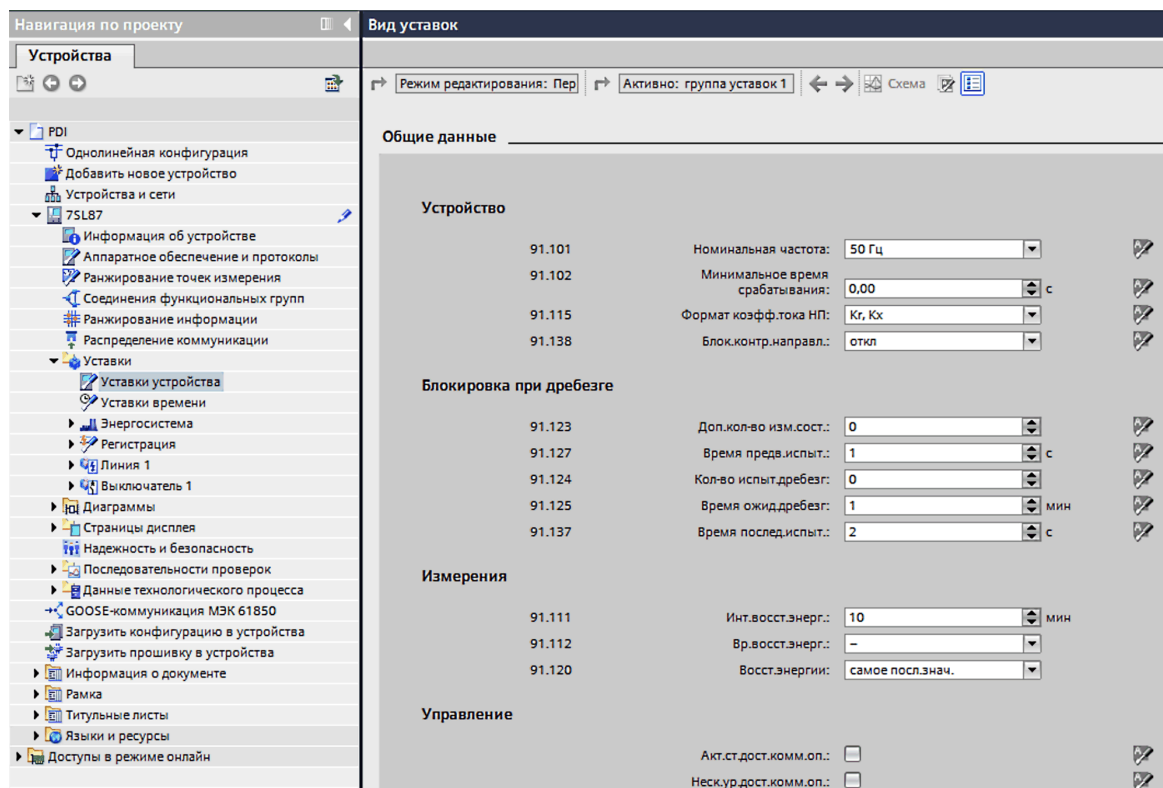 Навигация по проекту
Устройства
PDI
Однолинейная конфигурация
Добавить новое устройство
Устройства и сети
7SL87
Информация об устройстве
Аппаратное обеспечение и протоколы
Ранжирование точек измерения
Соединения функциональных групп
Ранжирование информации
Распределение коммуникации
Уставки
Уставки устройства
Уставки времени
Энергосистема
Регистрация
Линия 1
Выключатель 1
Диаграммы
Страницы дисплея
Надежность и безопасность
Последовательности проверок
Данные технологического процесса
GOOSE-коммуникация МЭК 61850
Загрузить конфигурацию в устройства
Загрузить прошивку в устройства
Информация о документе
Рамка
Титульные листы
Языки и ресурсы
Доступы в режиме онлайн
Вид уставок
Режим редактирования: Пер Активно: группа уставок 1 Схема
Общие данные
Устройство
91.101 Номинальная частота: 50 Гц
91.102 Минимальное время
срабатывания: 0,00 с
91.115 Формат коэфф.тока НП: Kr, Kx
91.138 Блок.контр.направл.: откл
Блокировка при дребезге
91.123 Доп.кол-во изм.сост.: 0
91.127 Время предв.испыт.: 1 с
91.124 Кол-во испыт.дребезг: 0
91.125 Время ожид.дребезг: 1 мин
91.137 Время послед.испыт.: 2 с
Измерения
91.111 Инт.восст.энерг.: 10 мин
91.112 Вр.восст.энерг.: –
91.120 Восст.энергии: самое посл.знач.
Управление
Акт.ст.дост.комм.оп.:
Неск.ур.дост.комм.оп.: